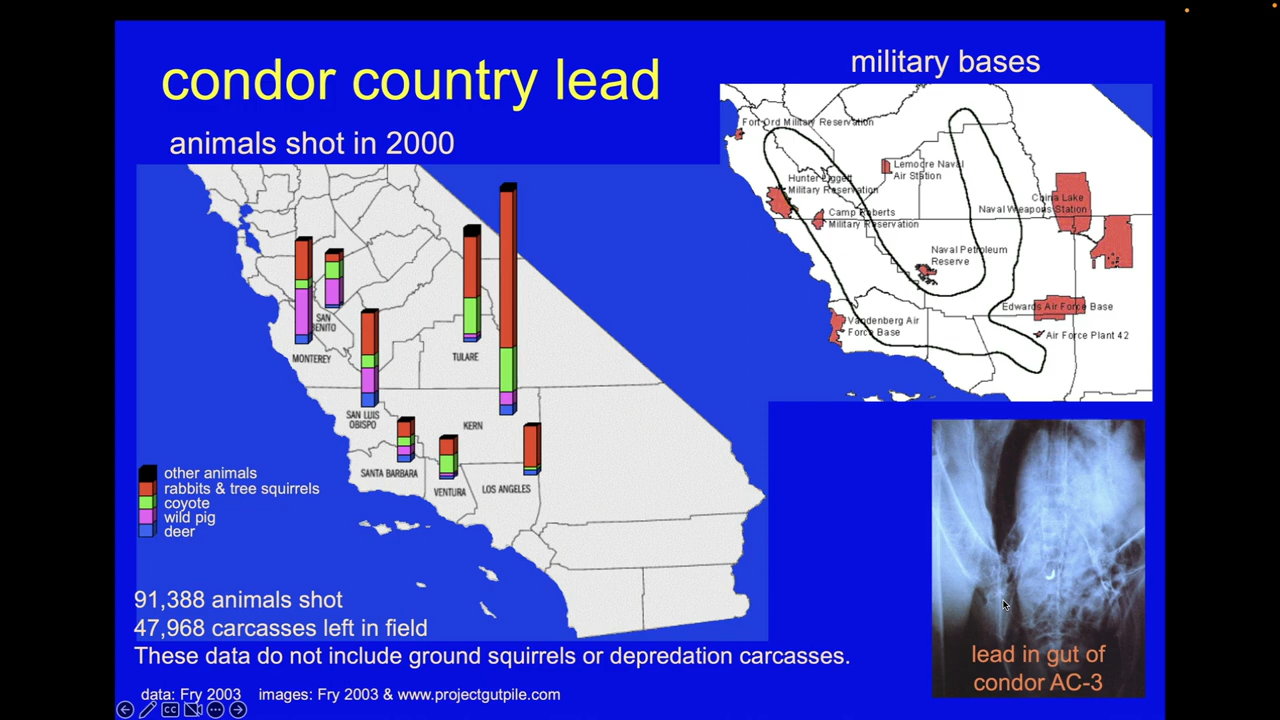 condor country lead
animals shot in 2000
MONTEREY
SAN
BENITO
SAN LUIS
OBISPO
TULARE
KERN
SANTA BARBARA
VENTURA
LOS ANGELES
other animals
rabbits & tree squirrels
coyote
wild pig
deer
91,388 animals shot
47,968 carcasses left in field
These data do not include ground squirrels or depredation carcasses.
data: Fry 2003 images: Fry 2003 & www.projectgutpile.com
military bases
Fort Ord Military Reservation
Lemoore Naval
Air Station
Hunter Liggett
Military Reservation
Camp Roberts
Military Reservation
China Lake
Naval Weapons Station
Naval Petroleum
Reserve
Edwards Air Force Base
Vandenberg Air
Force Base
Air Force Plant 42
lead in gut of
condor AC-3
CC